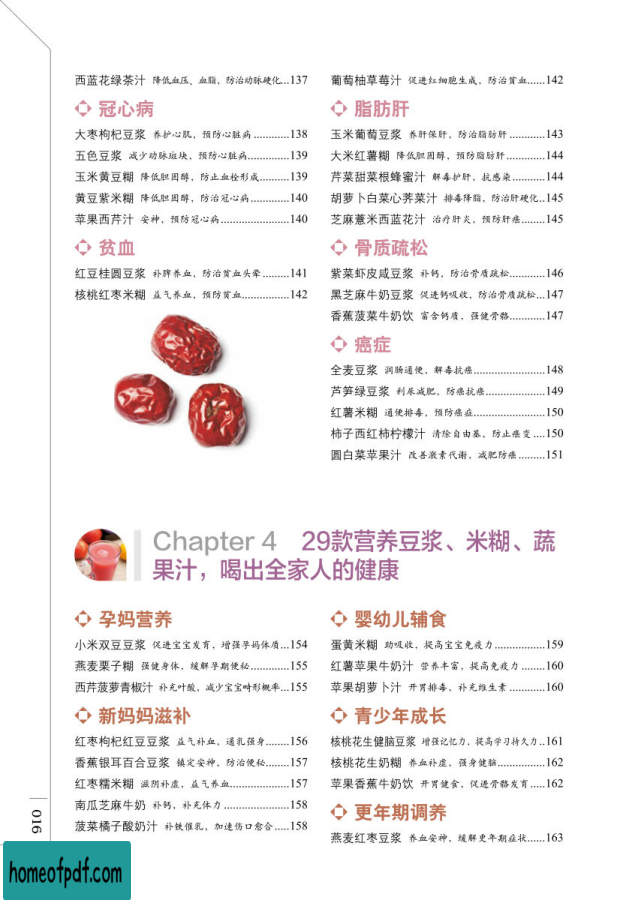 西蓝花绿茶汁 降低血压、血脂，防治动脉硬化...137
冠心病
大枣枸杞豆浆 养护心肌，预防心脏病............138
五色豆浆 减少动脉斑块，预防心脏病..............139
玉米黄豆糊 降低胆固醇，防止血栓形成..........139
黄豆紫米糊 降低胆固醇，防治冠心病............140
苹果西芹汁 安神，预防冠心病.......................140
贫血
红豆桂圆豆浆 补脾养血，防治贫血头晕.........141
核桃红枣米糊 益气养血，预防贫血................142
葡萄柚草莓汁 促进红细胞生成，防治贫血......142
脂肪肝
玉米葡萄豆浆 养肝保肝，防治脂肪肝............143
大米红薯糊 降低胆固醇，预防脂肪肝............144
芹菜甜菜根蜂蜜汁 解毒护肝，抗感染............144
胡萝卜白菜心荠菜汁 排毒降脂，防治肝硬化..145
芝麻薏米西蓝花汁 治疗肝炎，预防肝癌.........145
骨质疏松
紫菜虾皮咸豆浆 补钙，防治骨质疏松............146
黑芝麻牛奶豆浆 促进钙吸收，防治骨质疏松...147
香蕉菠菜牛奶饮 富含钙质，强健骨骼............147
癌症
全麦豆浆 润肠通便，解毒抗癌........................148
芦笋绿豆浆 利尿减肥，防癌抗癌....................149
红薯米糊 通便排毒，预防癌症........................150
柿子西红柿柠檬汁 清除自由基，防止癌变....150
圆白菜苹果汁 改善激素代谢，减肥防癌.........151
Chapter 4 29款营养豆浆、米糊、蔬
果汁，喝出全家人的健康
孕妈营养
小米双豆豆浆 促进宝宝发育，增强孕妈体质...154
燕麦栗子糊 强健身体，缓解孕期便秘............155
西芹菠萝青椒汁 补充叶酸，减少宝宝畸形概率...155
新妈妈滋补
红枣枸杞红豆豆浆 益气补血，通乳强身........156
香蕉银耳百合豆浆 镇定安神，防治便秘........157
红枣糯米糊 滋阴补虚，益气养血....................157
南瓜芝麻牛奶 补钙，补充体力......................158
菠菜橘子酸奶汁 补铁催乳，加速伤口愈合.....158
婴幼儿辅食
蛋黄米糊 助吸收，提高宝宝免疫力.................159
红薯苹果牛奶汁 营养丰富，提高免疫力........160
苹果胡萝卜汁 开胃排毒，补充维生素............160
青少年成长
核桃花生健脑豆浆 增强记忆力，提高学习持久力..161
核桃花生奶糊 养血补虚，强身健脑................162
苹果香蕉牛奶饮 开胃健食，促进骨骼发育.....162
更年期调养
燕麦红枣豆浆 养血安神，缓解更年期症状......163
016
homeofpdf.com